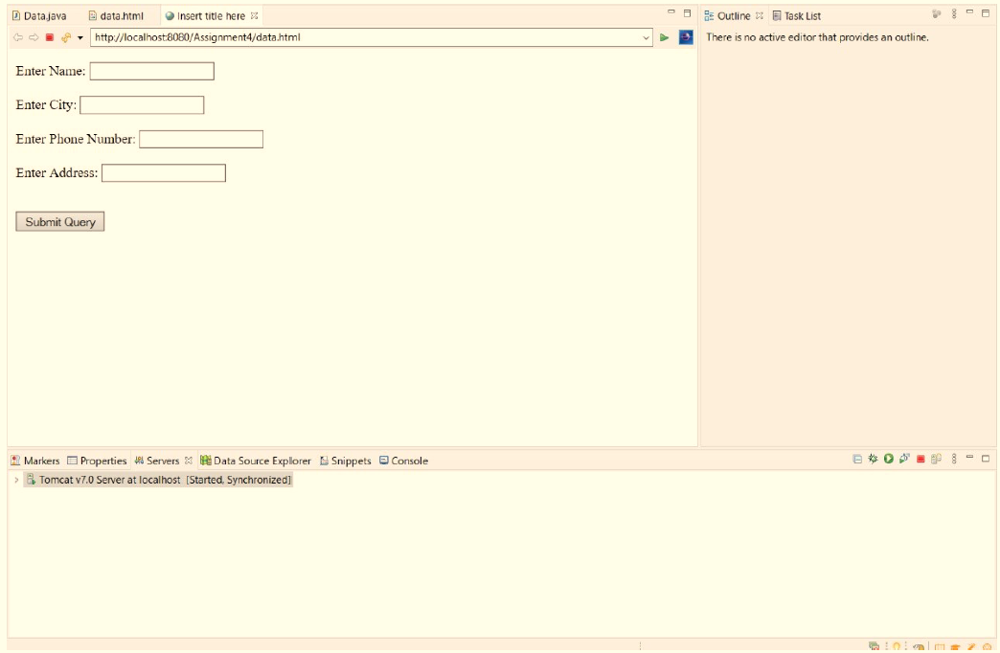 Data.java data.html Insert title here
http://localhost:8080/Assignment4/data.html
Enter Name:
Enter City:
Enter Phone Number:
Enter Address:
Submit Query
Outline Task List
There is no active editor that provides an outline.
Markers Properties Servers Data Source Explorer Snippets Console
Tomcat v7.0 Server at localhost [Started, Synchronized]